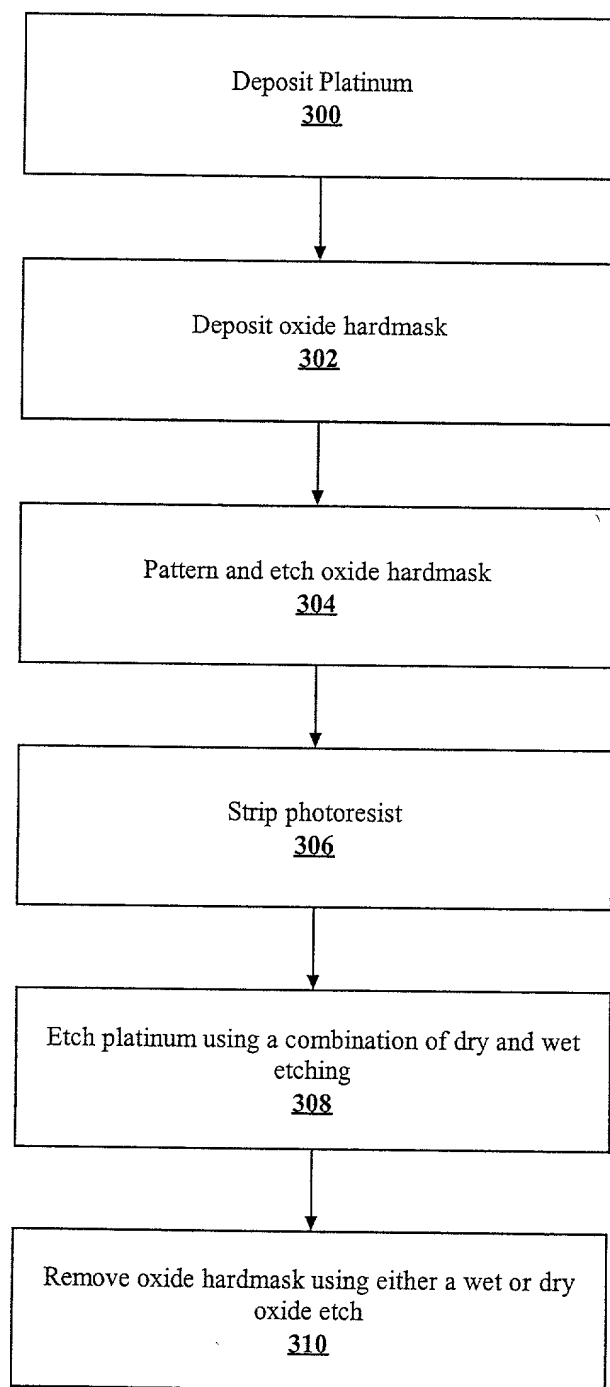 Deposit Platinum
300
Deposit oxide hardmask
302
Pattern and etch oxide hardmask
304
Strip photoresist
306
Etch platinum using a combination of dry and wet
etching
308
Remove oxide hardmask using either a wet or dry
oxide etch
310